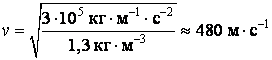 v = √(3·10⁵ кг·м⁻¹·с⁻² / 1,3 кг·м⁻³) ≈ 480 м·с⁻¹